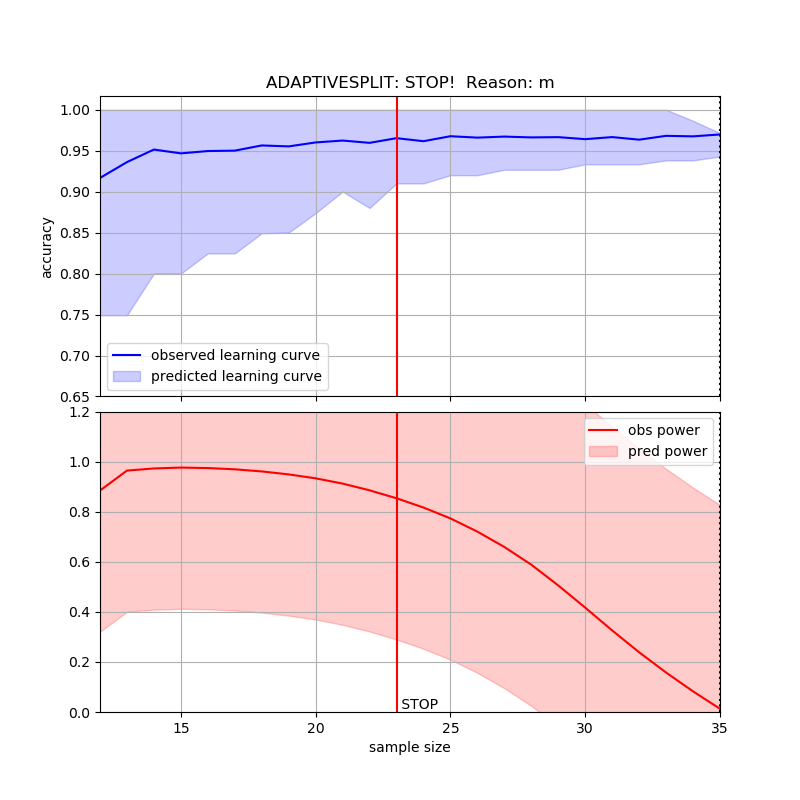 ADAPTIVESPLIT: STOP!  Reason: m
1.00
0.95
0.90
0.85
0.80
0.75
0.70
0.65
accuracy
observed learning curve
predicted learning curve
1.2
1.0
0.8
0.6
0.4
0.2
0.0
obs power
pred power
STOP
15 20 25 30 35
sample size